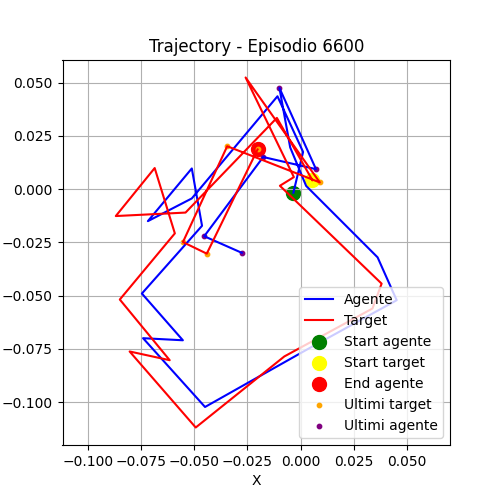 Trajectory - Episodio 6600
0.050
0.025
0.000
−0.025
−0.050
−0.075
−0.100
Agente
Target
Start agente
Start target
End agente
Ultimi target
Ultimi agente
−0.100 −0.075 −0.050 −0.025 0.000 0.025 0.050
X